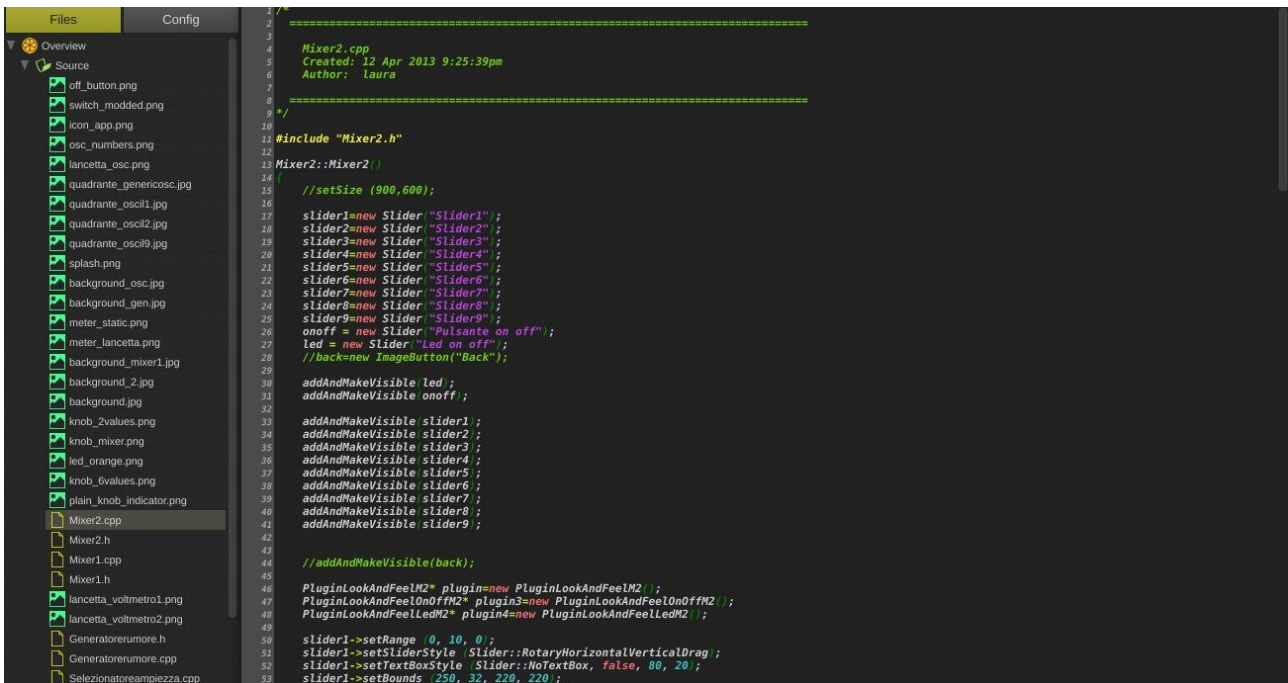 Files
Config
Overview
Source
off_button.png
switch_modded.png
icon_app.png
osc_numbers.png
lancetta_osc.png
quadrante_genericosc.jpg
quadrante_oscil1.jpg
quadrante_oscil2.jpg
quadrante_oscil9.jpg
splash.png
background_osc.jpg
background_gen.jpg
meter_static.png
meter_lancetta.png
background_mixer1.jpg
background_2.jpg
background.jpg
knob_2values.png
knob_mixer.png
led_orange.png
knob_6values.png
plain_knob_indicator.png
Mixer2.cpp
Mixer2.h
Mixer1.cpp
Mixer1.h
lancetta_voltmetro1.png
lancetta_voltmetro2.png
Generatorerumore.h
Generatorerumore.cpp
Selezionatoreampiezza.cpp
1 /*
2 ==============================================================================
3
4 Mixer2.cpp
5 Created: 12 Apr 2013 9:25:39pm
6 Author:  laura
7
8 ==============================================================================
9 */
10
11 #include "Mixer2.h"
12
13 Mixer2::Mixer2()
14 {
15 //setSize (900,600);
16
17 slider1=new Slider("Slider1");
18 slider2=new Slider("Slider2");
19 slider3=new Slider("Slider3");
20 slider4=new Slider("Slider4");
21 slider5=new Slider("Slider5");
22 slider6=new Slider("Slider6");
23 slider7=new Slider("Slider7");
24 slider8=new Slider("Slider8");
25 slider9=new Slider("Slider9");
26 onoff = new Slider("Pulsante on off");
27 led = new Slider("Led on off");
28 //back=new ImageButton("Back");
29
30 addAndMakeVisible(led);
31 addAndMakeVisible(onoff);
32
33 addAndMakeVisible(slider1);
34 addAndMakeVisible(slider2);
35 addAndMakeVisible(slider3);
36 addAndMakeVisible(slider4);
37 addAndMakeVisible(slider5);
38 addAndMakeVisible(slider6);
39 addAndMakeVisible(slider7);
40 addAndMakeVisible(slider8);
41 addAndMakeVisible(slider9);
42
43
44 //addAndMakeVisible(back);
45
46 PluginLookAndFeelM2* plugin=new PluginLookAndFeelM2();
47 PluginLookAndFeelOnOffM2* plugin3=new PluginLookAndFeelOnOffM2();
48 PluginLookAndFeelLedM2* plugin4=new PluginLookAndFeelLedM2();
49
50 slider1->setRange (0, 10, 0);
51 slider1->setSliderStyle (Slider::RotaryHorizontalVerticalDrag);
52 slider1->setTextBoxStyle (Slider::NoTextBox, false, 80, 20);
53 slider1->setBounds (250, 32, 220, 220);